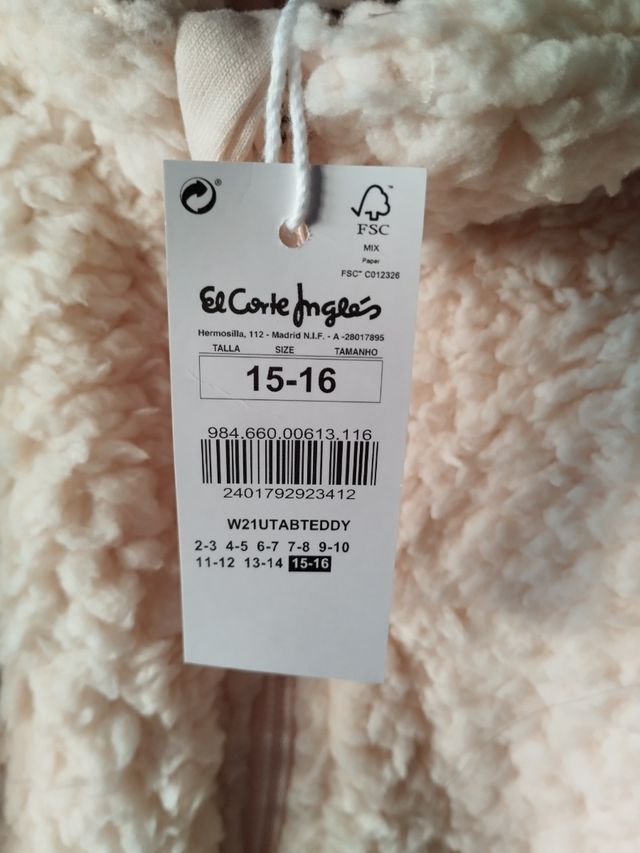 ®
FSC™
MIX
Paper
FSC™ C012326
El Corte Inglés
Hermosilla, 112 - Madrid N.I.F. - A -28017895
TALLA SIZE TAMANHO
15-16
984.660.00613.116
2401792923412
W21UTABTEDDY
2-3 4-5 6-7 7-8 9-10
11-12 13-14 15-16